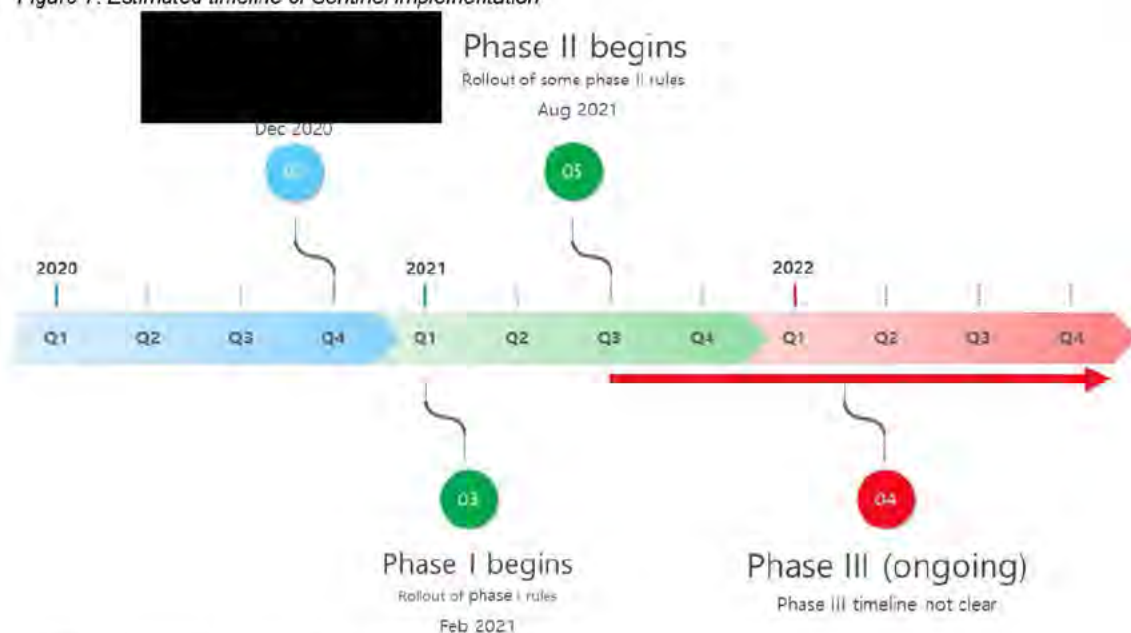 Figure 1: Estimated timeline of Sentinel implementation
Phase II begins
Rollout of some phase II rules
Aug 2021
Dec 2020
05
2020
2021
2022
Q1 Q2 Q3 Q4 Q1 Q2 Q3 Q4 Q1 Q2 Q3 Q4
03
04
Phase I begins
Rollout of phase I rules
Feb 2021
Phase III (ongoing)
Phase III timeline not clear